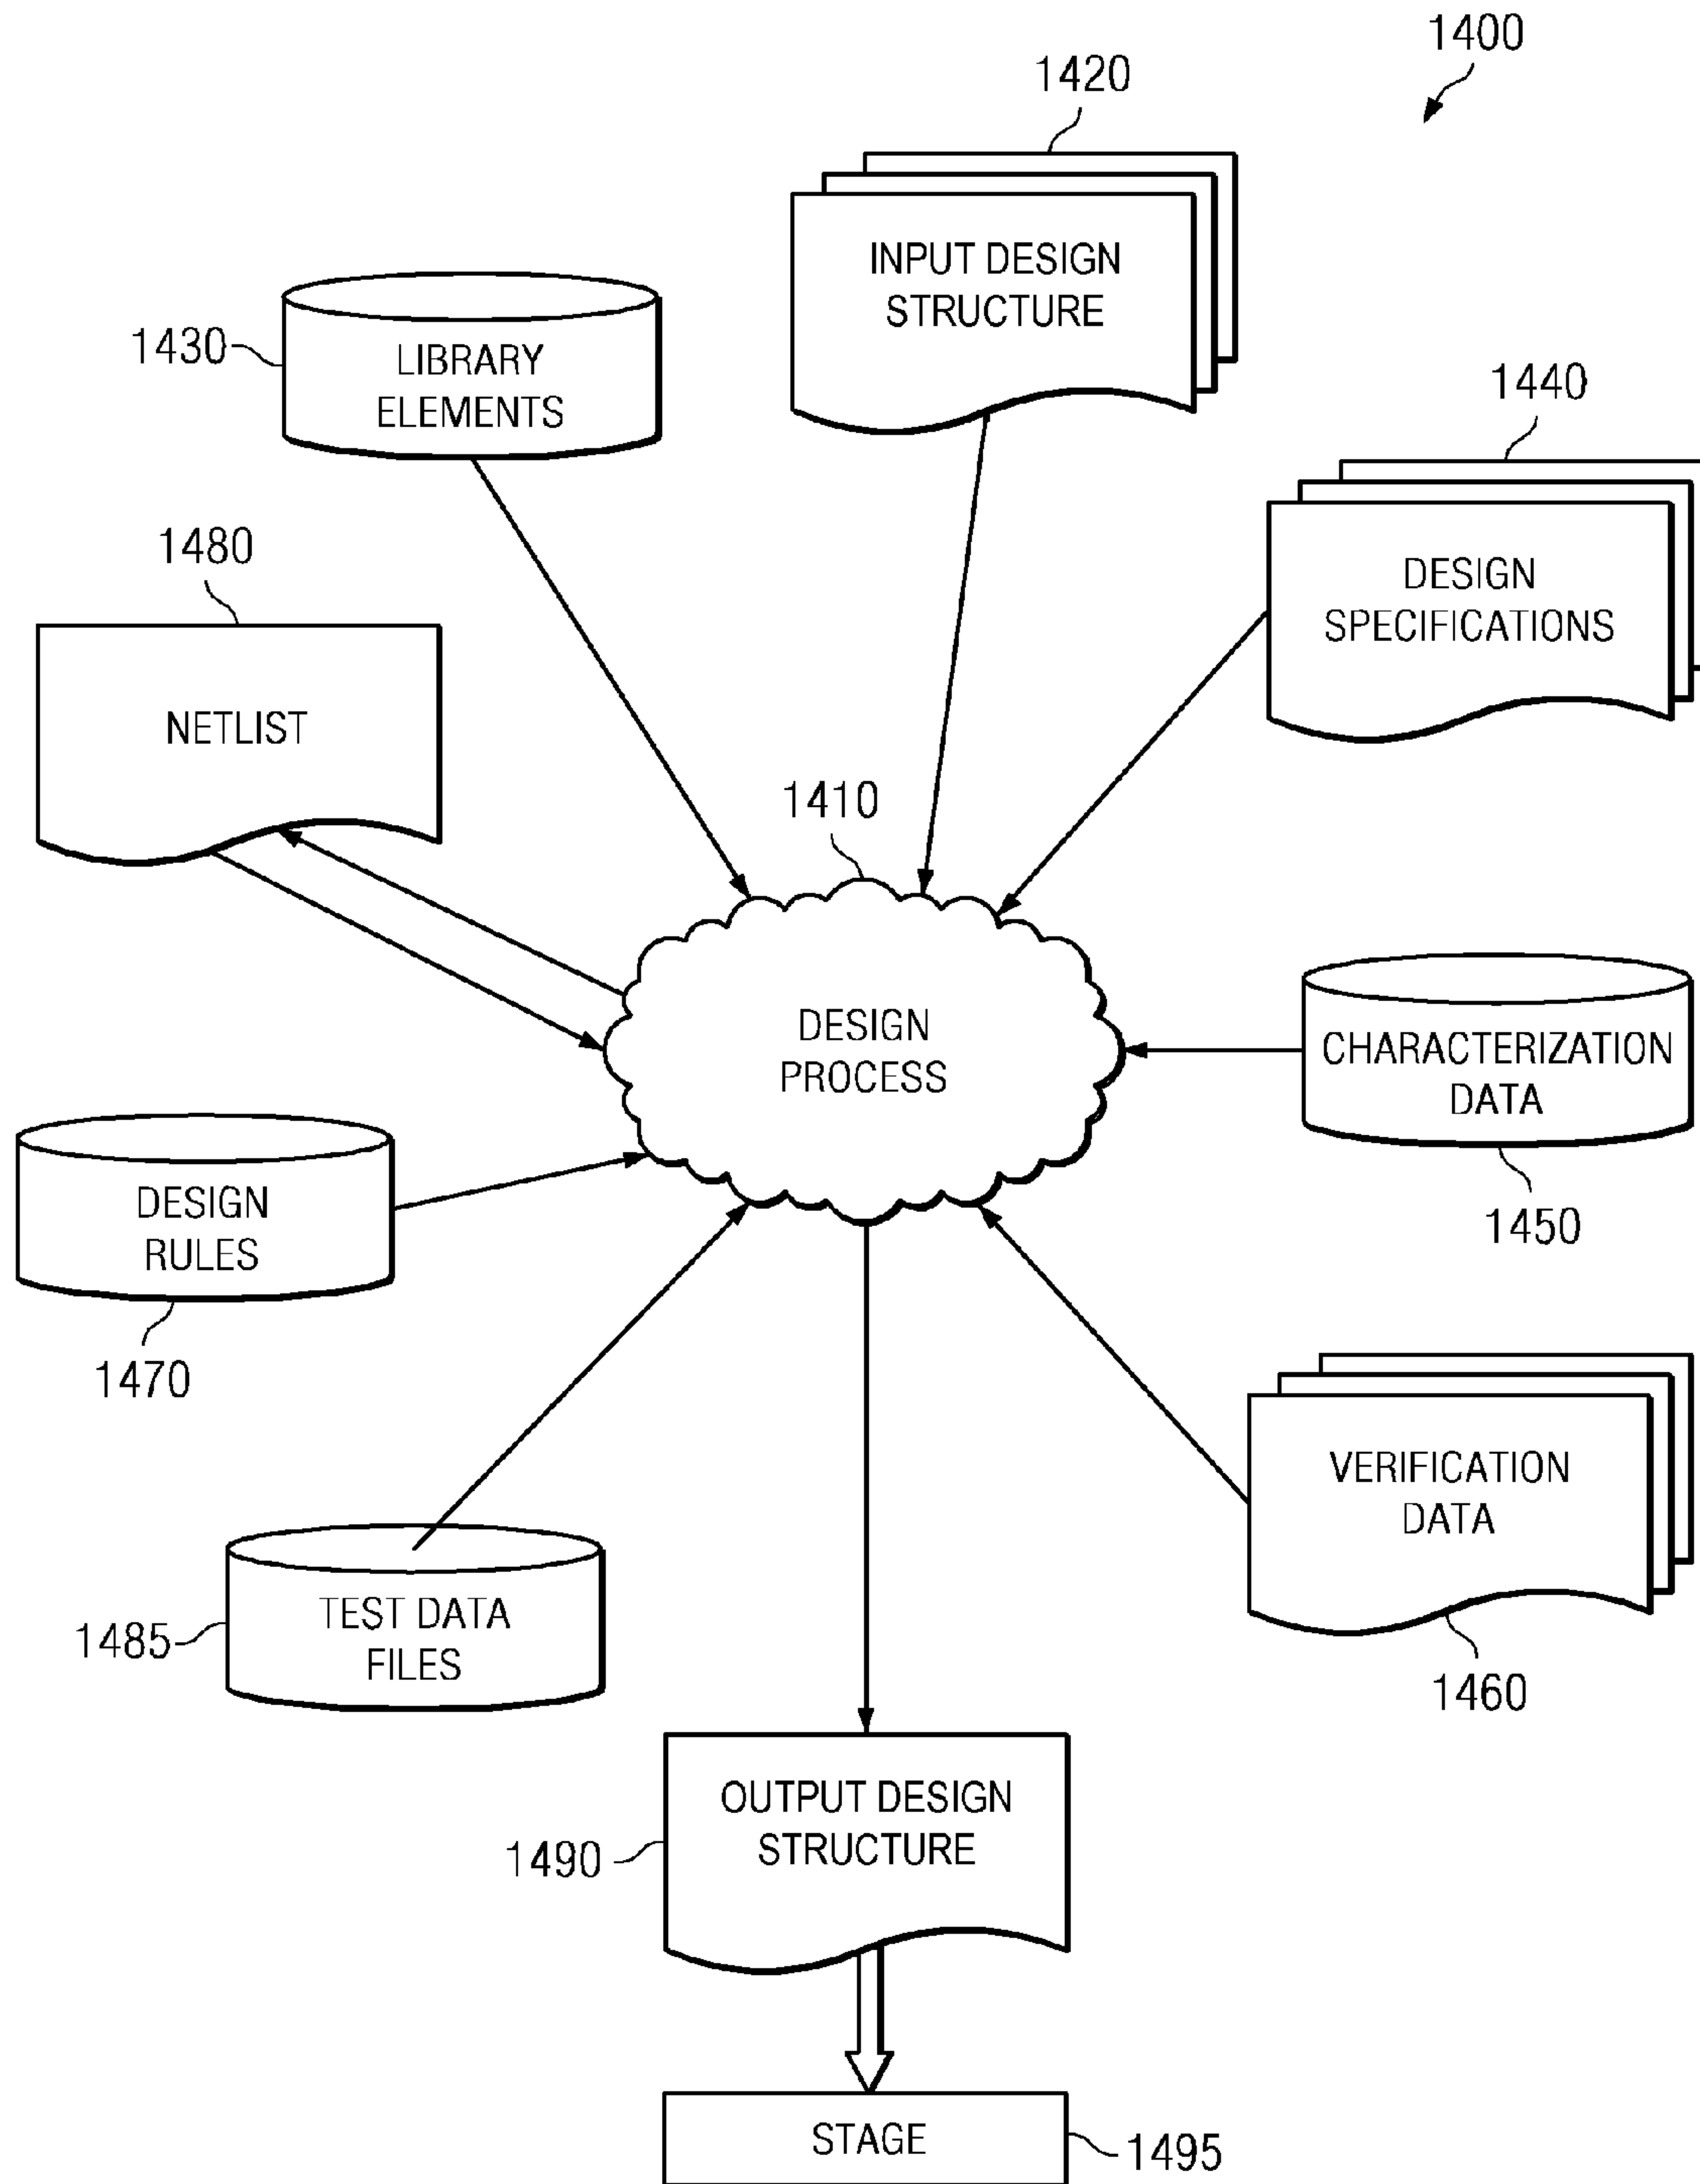 1400
1420
INPUT DESIGN
STRUCTURE
1430
LIBRARY
ELEMENTS
1440
DESIGN
SPECIFICATIONS
1480
NETLIST
1410
DESIGN
PROCESS
CHARACTERIZATION
DATA
1450
DESIGN
RULES
1470
VERIFICATION
DATA
1460
TEST DATA
FILES
1485
OUTPUT DESIGN
STRUCTURE
1490
STAGE
1495